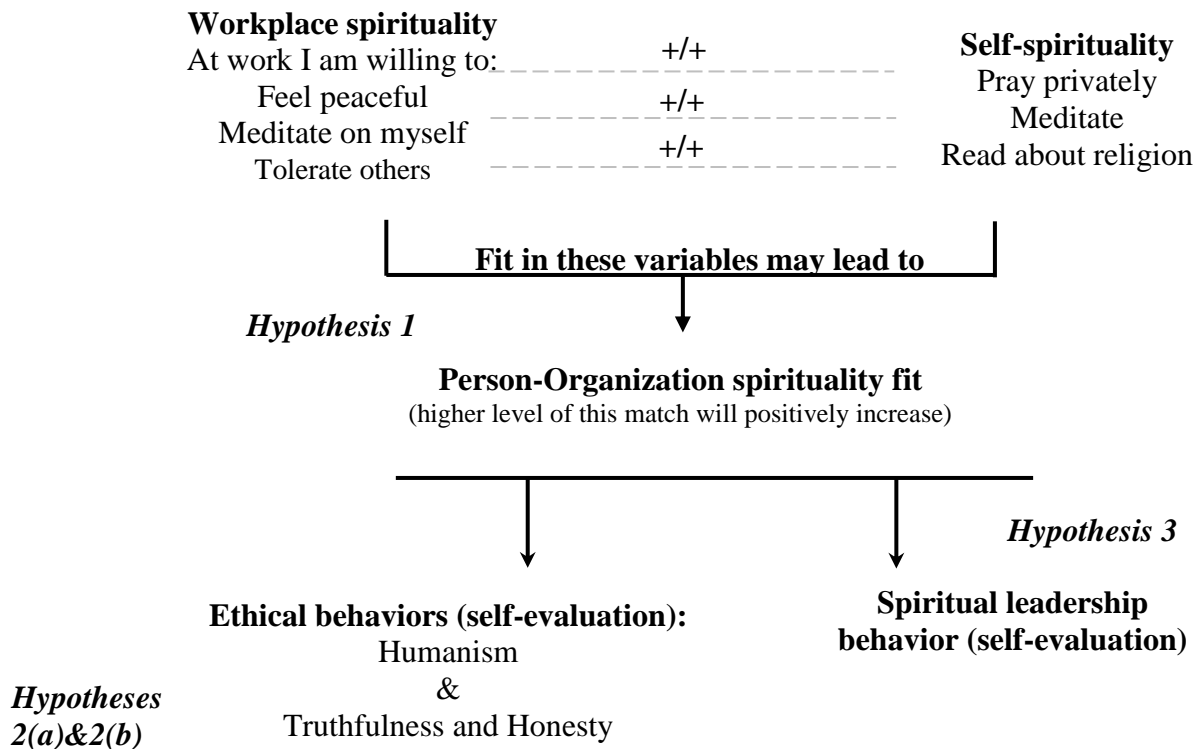 Workplace spirituality
At work I am willing to:
Feel peaceful
Meditate on myself
Tolerate others
+/+
+/+
+/+
Self-spirituality
Pray privately
Meditate
Read about religion
Fit in these variables may lead to
Hypothesis 1
Person-Organization spirituality fit
(higher level of this match will positively increase)
Hypothesis 3
Ethical behaviors (self-evaluation):
Humanism
&
Truthfulness and Honesty
Spiritual leadership
behavior (self-evaluation)
Hypotheses
2(a)&2(b)